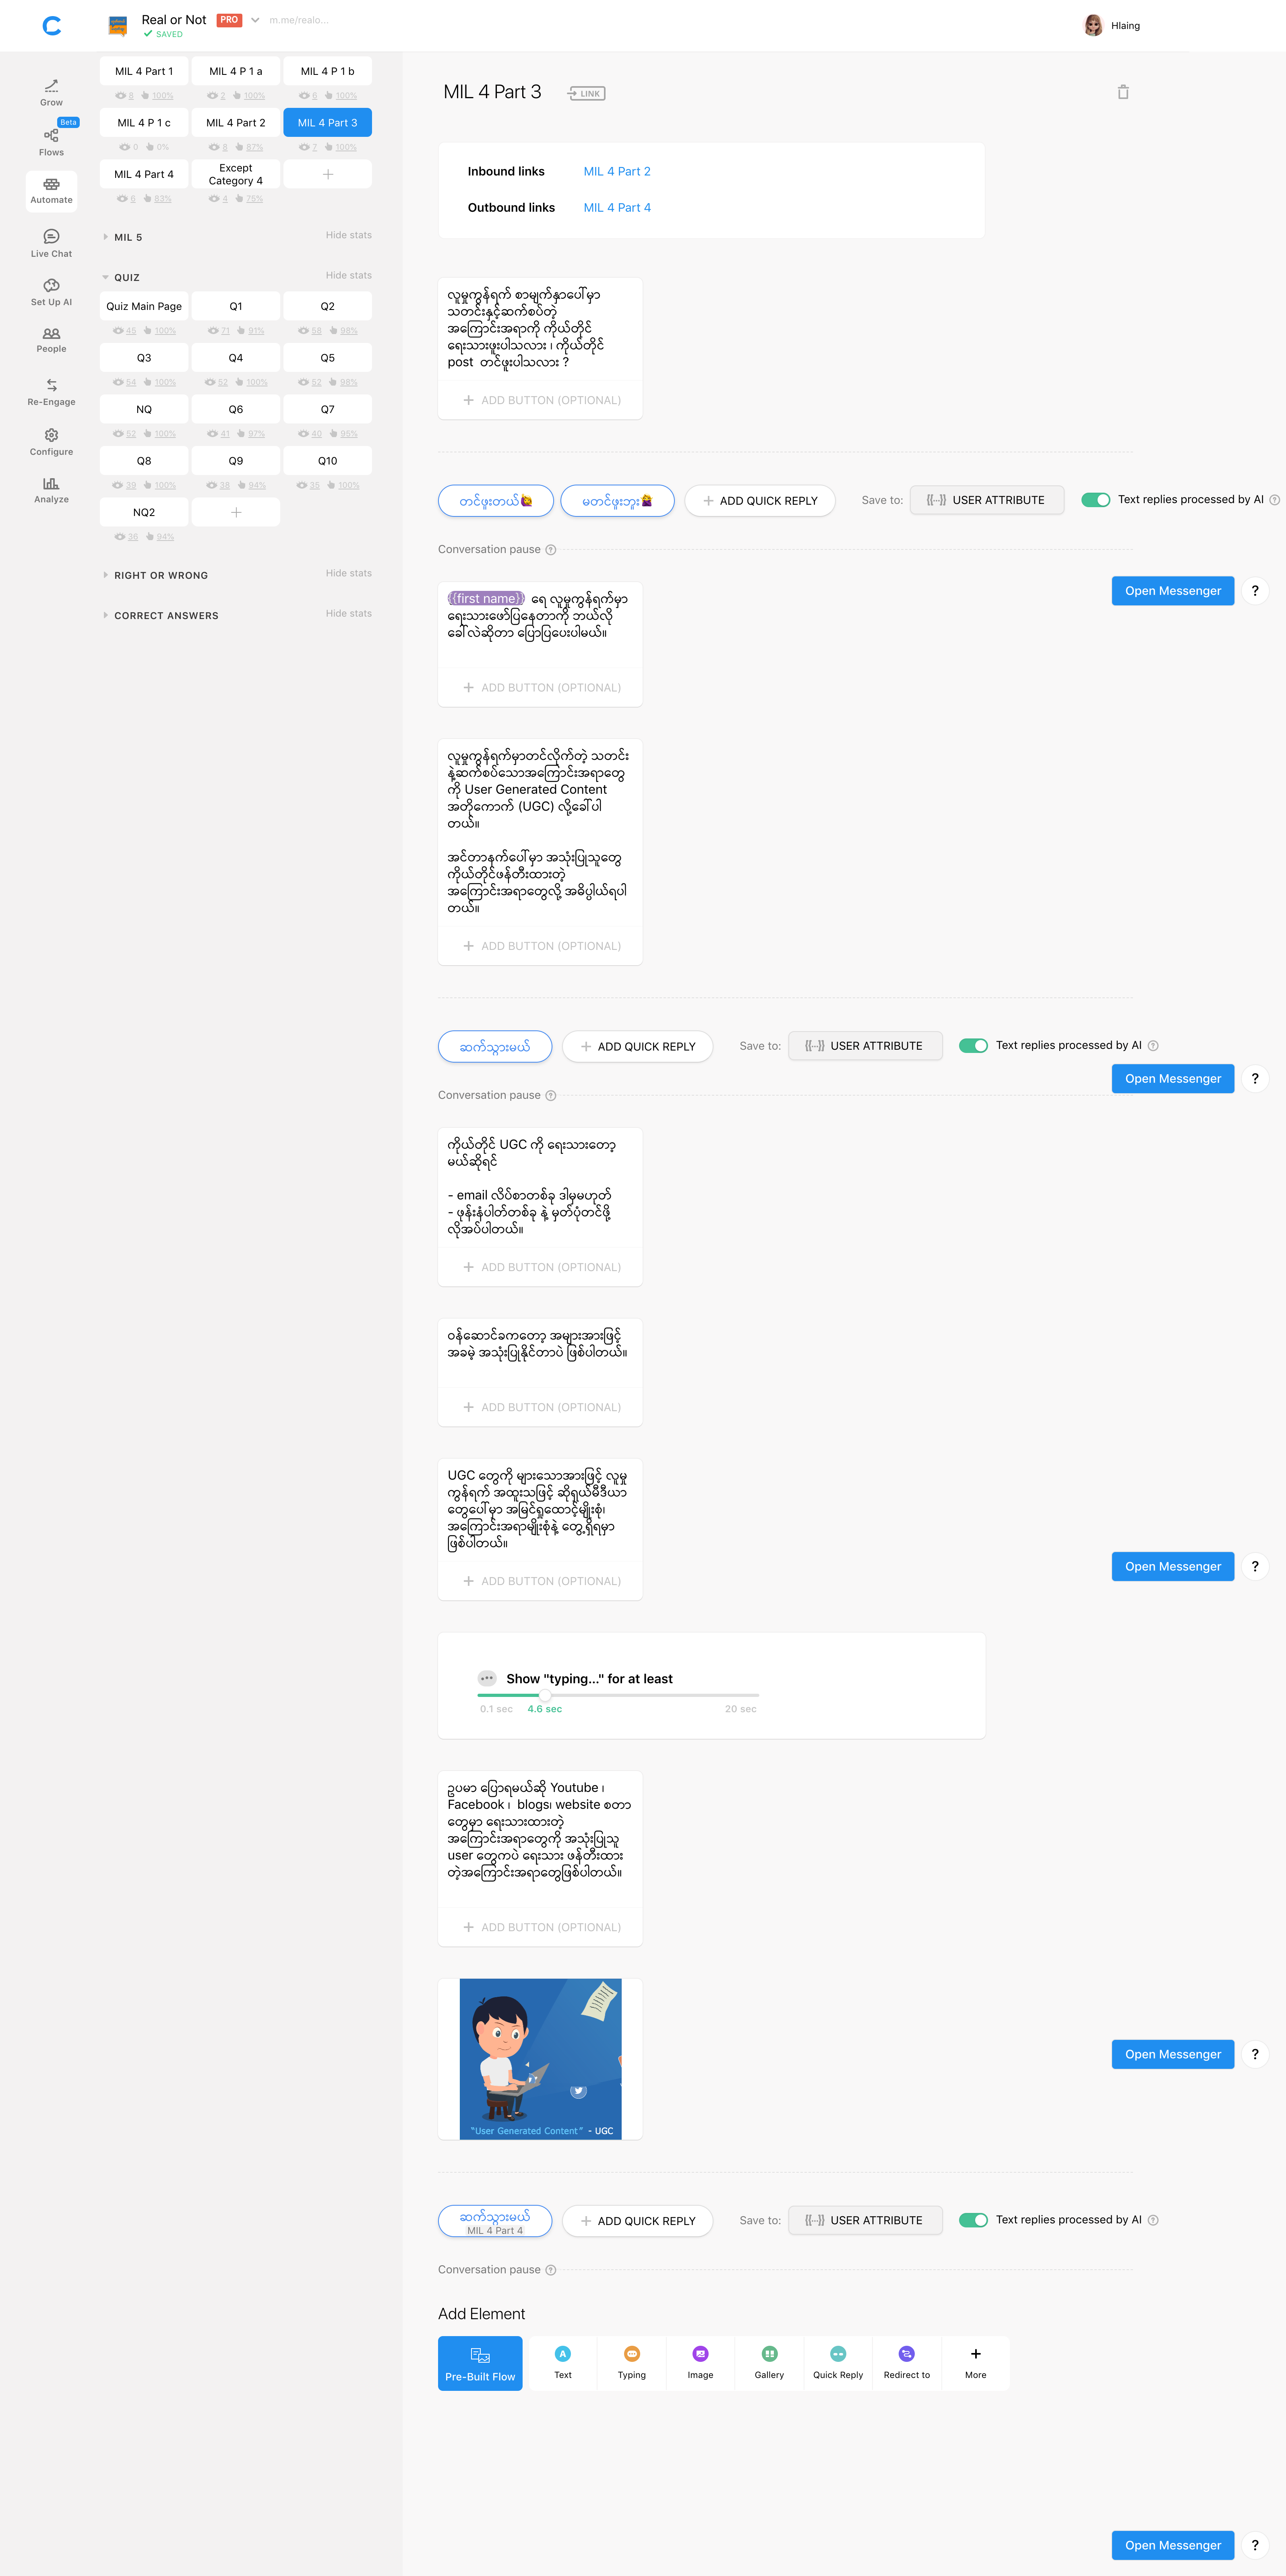 Real or Not PRO m.me/realo...
SAVED
Hlaing
Grow
Beta
Flows
Automate
Live Chat
Set Up AI
People
Re-Engage
Configure
Analyze
MIL 4 Part 1 MIL 4 P 1 a MIL 4 P 1 b
8 100% 2 100% 6 100%
MIL 4 P 1 c MIL 4 Part 2 MIL 4 Part 3
0 0% 8 87% 7 100%
MIL 4 Part 4 Except
Category 4
6 83% 4 75%
MIL 5 Hide stats
QUIZ Hide stats
Quiz Main Page Q1 Q2
45 100% 71 91% 58 98%
Q3 Q4 Q5
54 100% 52 100% 52 98%
NQ Q6 Q7
52 100% 41 97% 40 95%
Q8 Q9 Q10
39 100% 38 94% 35 100%
NQ2
36 94%
RIGHT OR WRONG Hide stats
CORRECT ANSWERS Hide stats
MIL 4 Part 3 LINK
Inbound links MIL 4 Part 2
Outbound links MIL 4 Part 4
လူမှုကွန်ရက် စာမျက်နှာပေါ်မှာ
သတင်းနှင့်ဆက်စပ်တဲ့
အကြောင်းအရာကို ကိုယ်တိုင်
ရေးသားဖူးပါသလား ၊ ကိုယ်တိုင်
post တင်ဖူးပါသလား ?
ADD BUTTON (OPTIONAL)
တင်ဖူးတယ်🙋 မတင်ဖူးဘူး🙅 ADD QUICK REPLY Save to: {{...}} USER ATTRIBUTE Text replies processed by AI ?
Conversation pause ?
Open Messenger ?
{{first name}} ရေ လူမှုကွန်ရက်မှာ
ရေးသားဖော်ပြနေတာကို ဘယ်လို
ခေါ်လဲဆိုတာ ပြောပြပေးပါမယ်။
ADD BUTTON (OPTIONAL)
လူမှုကွန်ရက်မှာတင်လိုက်တဲ့ သတင်း
နဲ့ဆက်စပ်သောအကြောင်းအရာတွေ
ကို User Generated Content
အတိုကောက် (UGC) လို့ခေါ်ပါ
တယ်။
အင်တာနက်ပေါ်မှာ အသုံးပြုသူတွေ
ကိုယ်တိုင်ဖန်တီးထားတဲ့
အကြောင်းအရာတွေလို့ အဓိပ္ပါယ်ရပါ
တယ်။
ADD BUTTON (OPTIONAL)
ဆက်သွားမယ် ADD QUICK REPLY Save to: {{...}} USER ATTRIBUTE Text replies processed by AI ?
Open Messenger ?
Conversation pause ?
ကိုယ်တိုင် UGC ကို ရေးသားတော့
မယ်ဆိုရင်
- email လိပ်စာတစ်ခု ဒါမှမဟုတ်
- ဖုန်းနံပါတ်တစ်ခု နဲ့ မှတ်ပုံတင်ဖို့
လိုအပ်ပါတယ်။
ADD BUTTON (OPTIONAL)
ဝန်ဆောင်ခကတော့ အများအားဖြင့်
အခမဲ့ အသုံးပြုနိုင်တာပဲ ဖြစ်ပါတယ်။
ADD BUTTON (OPTIONAL)
UGC တွေကို များသောအားဖြင့် လူမှု
ကွန်ရက် အထူးသဖြင့် ဆိုရှယ်မီဒီယာ
တွေပေါ်မှာ အမြင်ရှုထောင့်မျိုးစုံ၊
အကြောင်းအရာမျိုးစုံနဲ့ တွေ့ရှိရမှာ
ဖြစ်ပါတယ်။
Open Messenger ?
ADD BUTTON (OPTIONAL)
Show "typing..." for at least
0.1 sec 4.6 sec 20 sec
ဥပမာ ပြောရမယ်ဆို Youtube ၊
Facebook ၊ blogs၊ website စတာ
တွေမှာ ရေးသားထားတဲ့
အကြောင်းအရာတွေကို အသုံးပြုသူ
user တွေကပဲ ရေးသား ဖန်တီးထား
တဲ့အကြောင်းအရာတွေဖြစ်ပါတယ်။
ADD BUTTON (OPTIONAL)
Open Messenger ?
"User Generated Content" - UGC
ဆက်သွားမယ် ADD QUICK REPLY Save to: {{...}} USER ATTRIBUTE Text replies processed by AI ?
MIL 4 Part 4
Conversation pause ?
Add Element
Pre-Built Flow Text Typing Image Gallery Quick Reply Redirect to More
Open Messenger ?